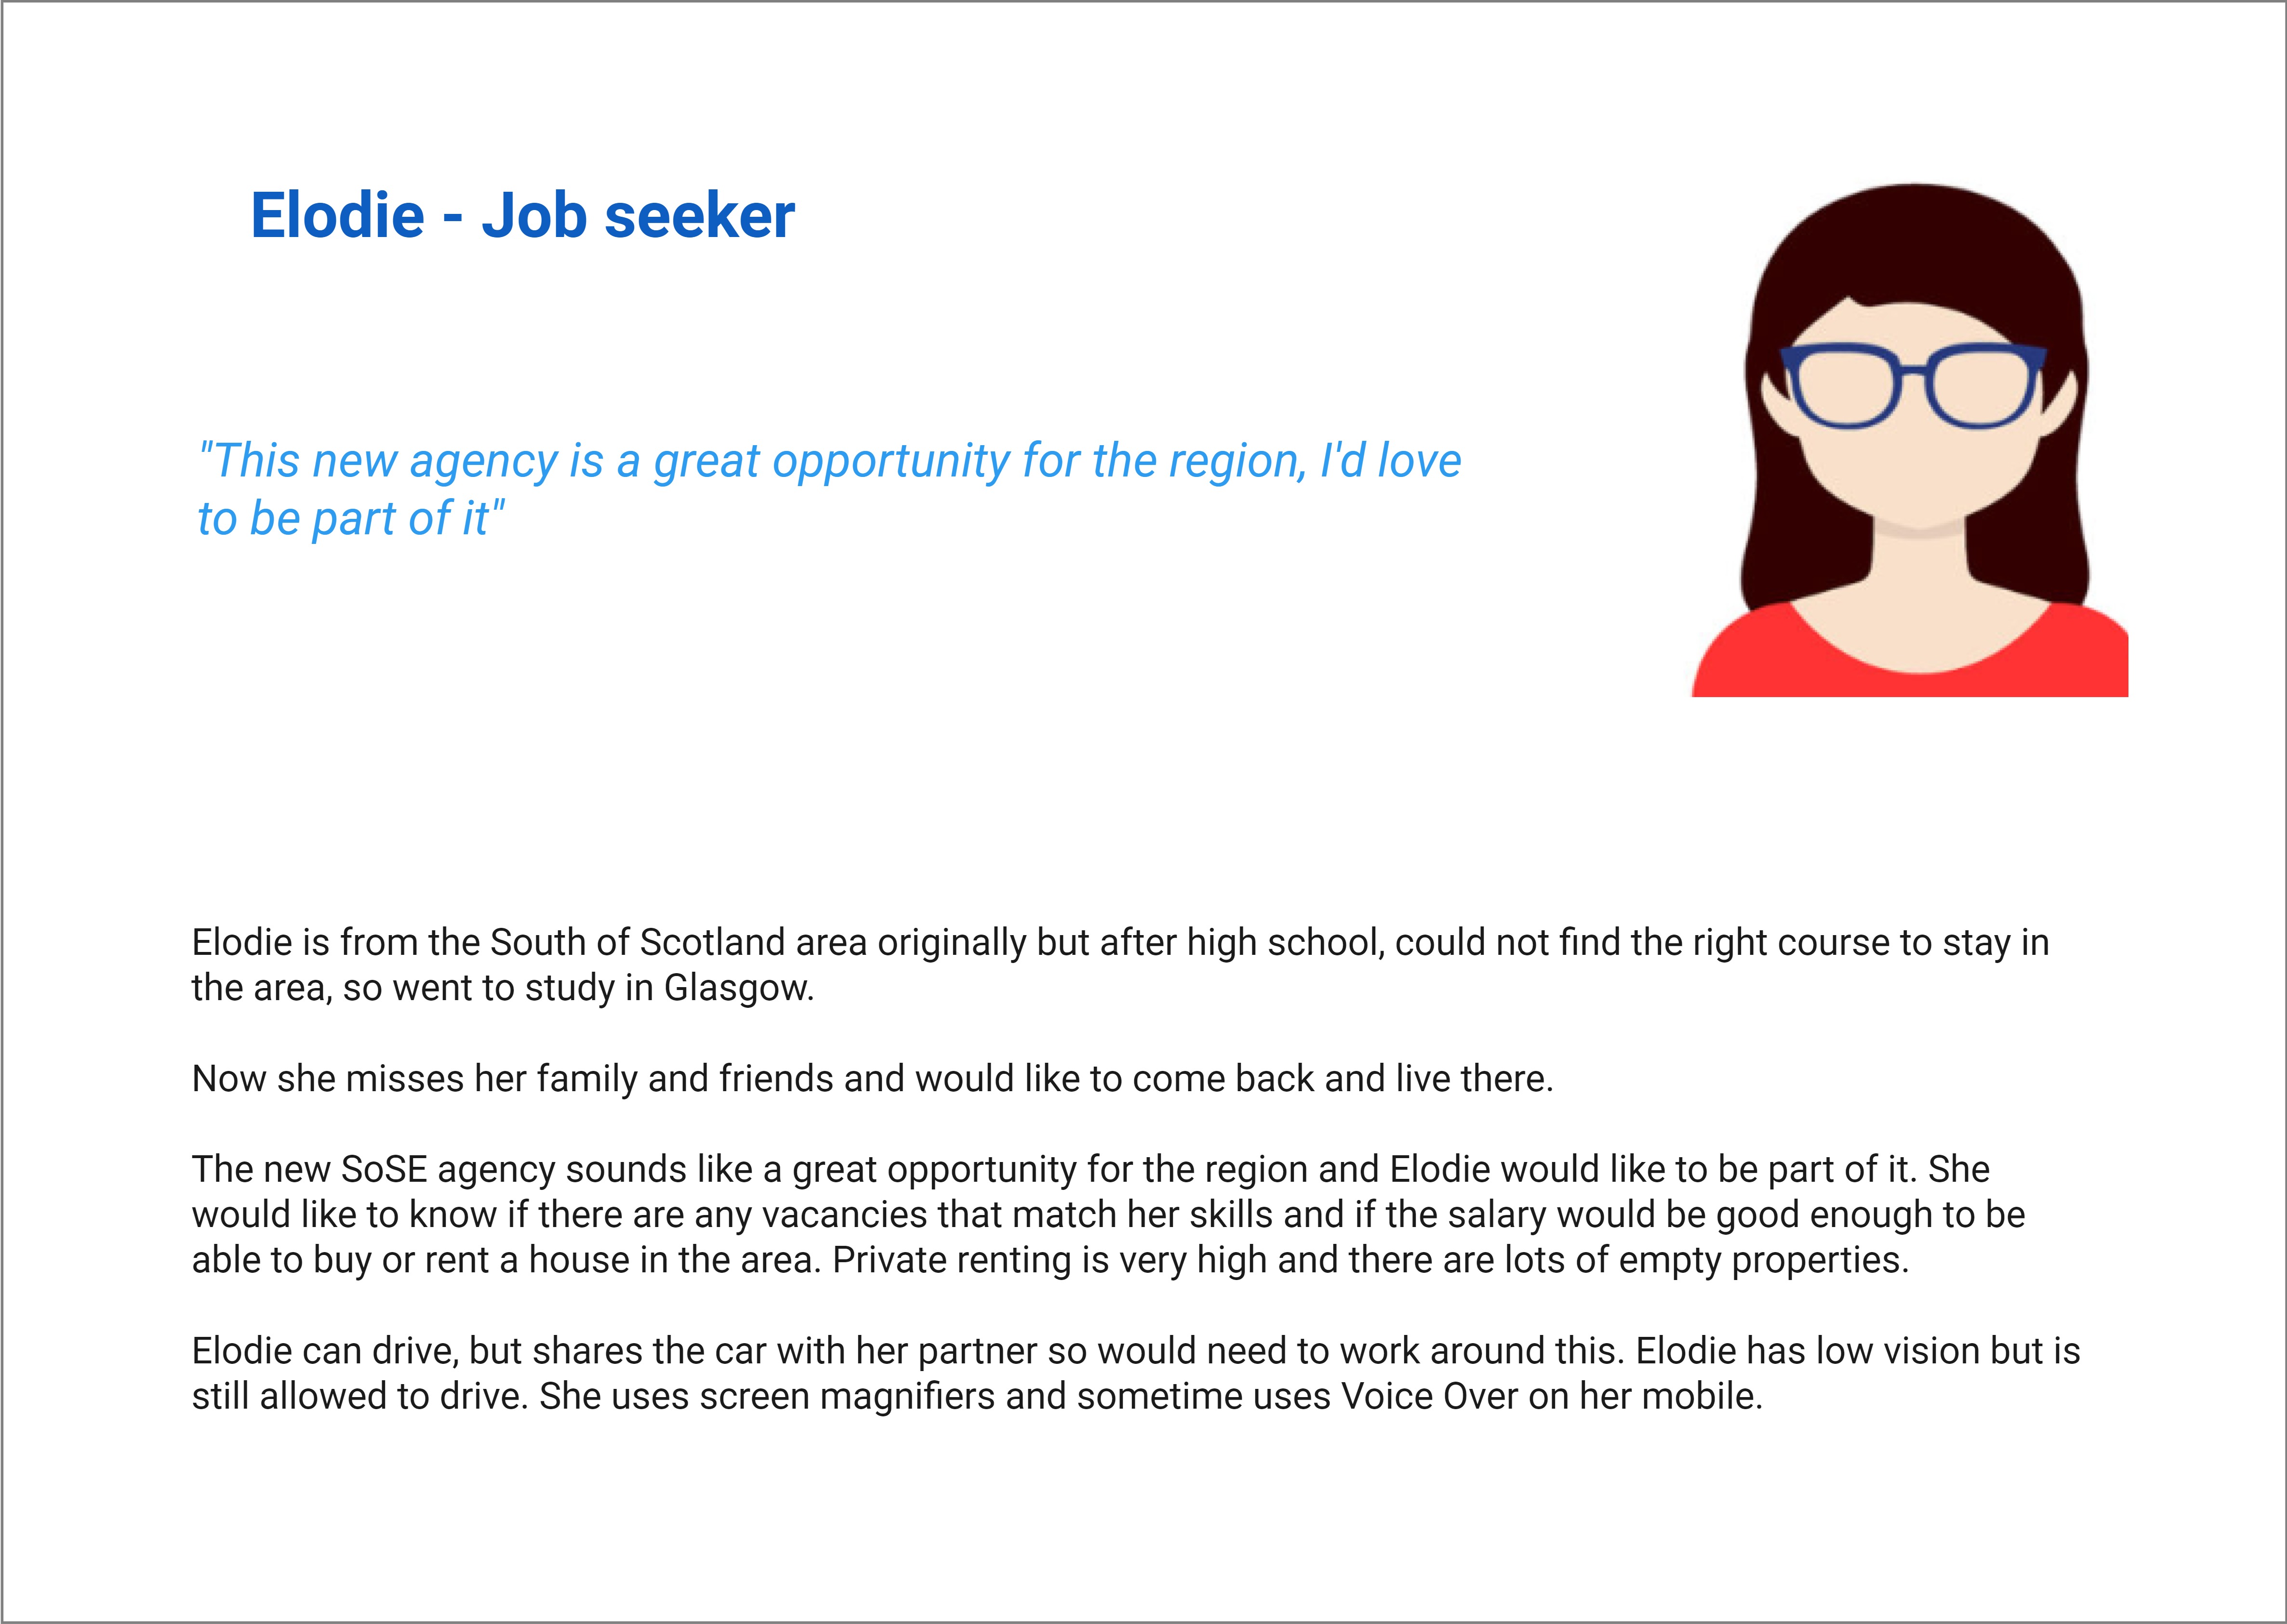 Elodie - Job seeker
"This new agency is a great opportunity for the region, I'd love
to be part of it"
Elodie is from the South of Scotland area originally but after high school, could not find the right course to stay in
the area, so went to study in Glasgow.
Now she misses her family and friends and would like to come back and live there.
The new SoSE agency sounds like a great opportunity for the region and Elodie would like to be part of it. She
would like to know if there are any vacancies that match her skills and if the salary would be good enough to be
able to buy or rent a house in the area. Private renting is very high and there are lots of empty properties.
Elodie can drive, but shares the car with her partner so would need to work around this. Elodie has low vision but is
still allowed to drive. She uses screen magnifiers and sometime uses Voice Over on her mobile.